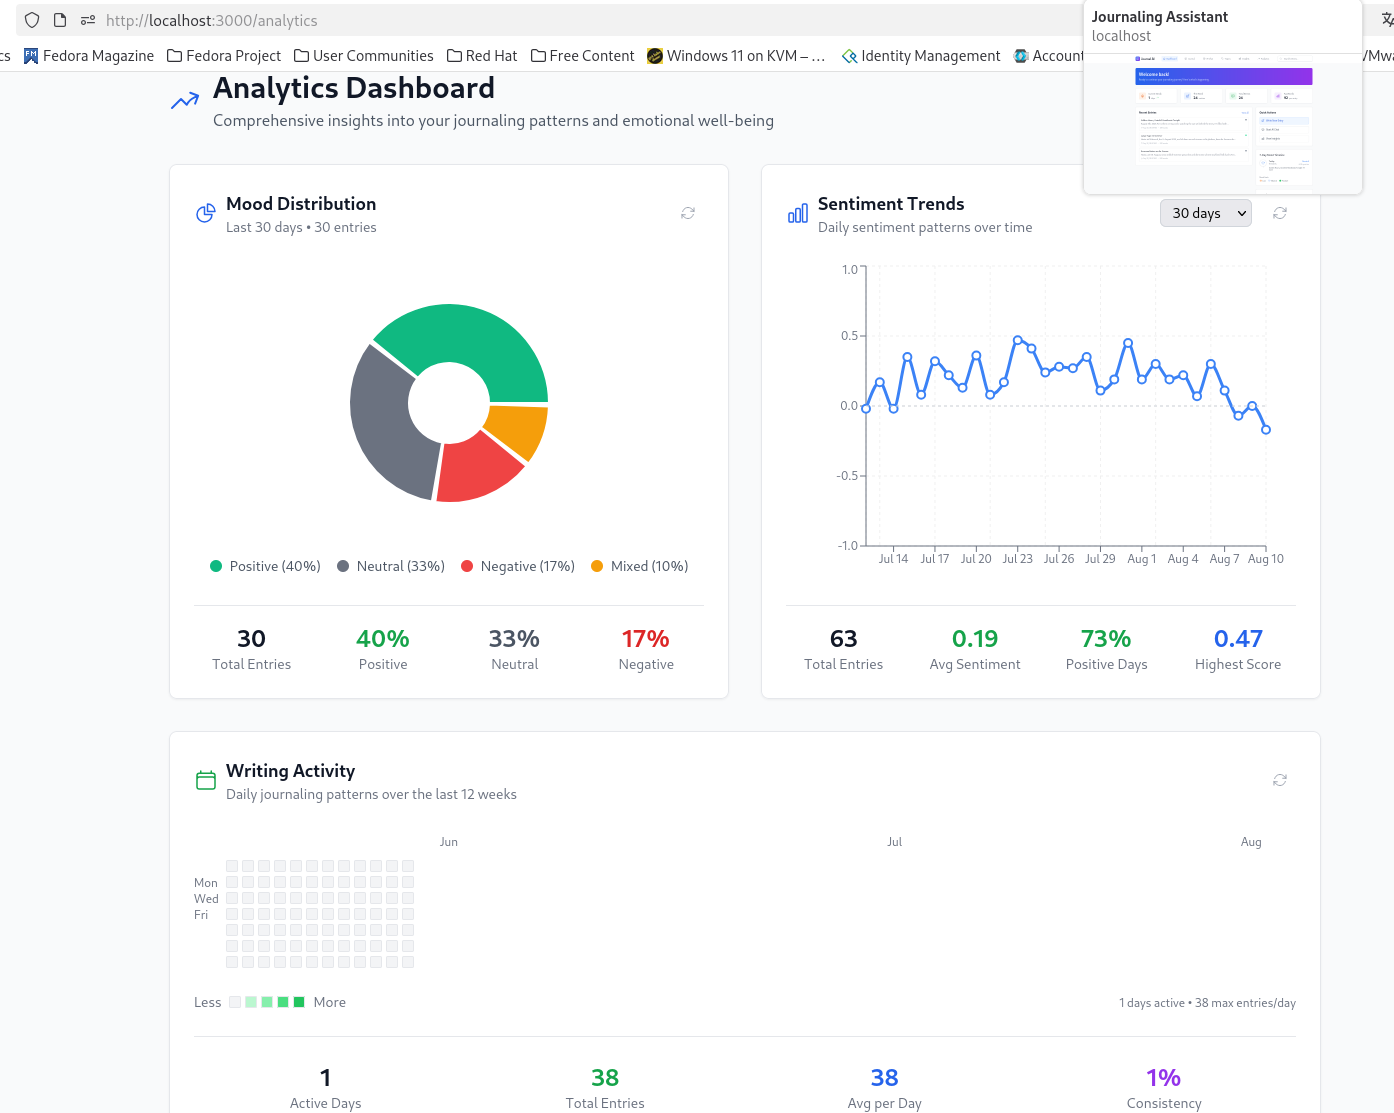 http://localhost:3000/analytics
Journaling Assistant
localhost
cs
Fedora Magazine
Fedora Project
User Communities
Red Hat
Free Content
Windows 11 on KVM – ...
Identity Management
Account
VMwa
Welcome back!
Analytics Dashboard
Comprehensive insights into your journaling patterns and emotional well-being
Mood Distribution
Last 30 days • 30 entries
Positive (40%)
Neutral (33%)
Negative (17%)
Mixed (10%)
30
40%
33%
17%
Total Entries
Positive
Neutral
Negative
Sentiment Trends
Daily sentiment patterns over time
30 days
1.0
0.5
0.0
-0.5
-1.0
Jul 14
Jul 17
Jul 20
Jul 23
Jul 26
Jul 29
Aug 1
Aug 4
Aug 7
Aug 10
63
0.19
73%
0.47
Total Entries
Avg Sentiment
Positive Days
Highest Score
Writing Activity
Daily journaling patterns over the last 12 weeks
Jun
Jul
Aug
Mon
Wed
Fri
Less
More
1 days active • 38 max entries/day
1
38
38
1%
Active Days
Total Entries
Avg per Day
Consistency